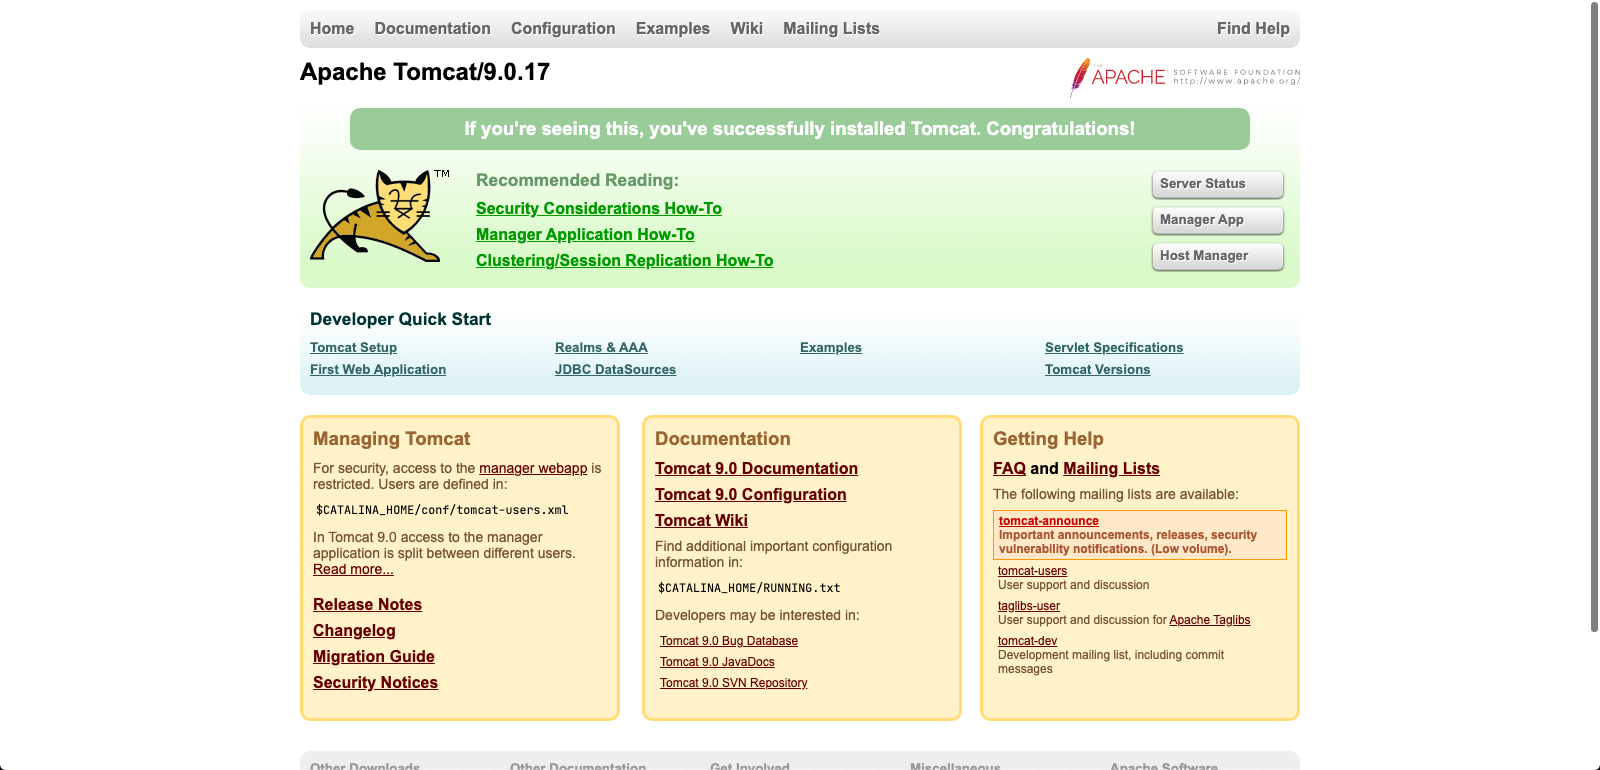 Home Documentation Configuration Examples Wiki Mailing Lists Find Help
Apache Tomcat/9.0.17
THE APACHE SOFTWARE FOUNDATION
http://www.apache.org/
If you're seeing this, you've successfully installed Tomcat. Congratulations!
TM
Recommended Reading:
Security Considerations How-To
Manager Application How-To
Clustering/Session Replication How-To
Server Status
Manager App
Host Manager
Developer Quick Start
Tomcat Setup
First Web Application
Realms & AAA
JDBC DataSources
Examples
Servlet Specifications
Tomcat Versions
Managing Tomcat
For security, access to the manager webapp is
restricted. Users are defined in:
$CATALINA_HOME/conf/tomcat-users.xml
In Tomcat 9.0 access to the manager
application is split between different users.
Read more...
Release Notes
Changelog
Migration Guide
Security Notices
Documentation
Tomcat 9.0 Documentation
Tomcat 9.0 Configuration
Tomcat Wiki
Find additional important configuration
information in:
$CATALINA_HOME/RUNNING.txt
Developers may be interested in:
Tomcat 9.0 Bug Database
Tomcat 9.0 JavaDocs
Tomcat 9.0 SVN Repository
Getting Help
FAQ and Mailing Lists
The following mailing lists are available:
tomcat-announce
Important announcements, releases, security
vulnerability notifications. (Low volume).
tomcat-users
User support and discussion
taglibs-user
User support and discussion for Apache Taglibs
tomcat-dev
Development mailing list, including commit
messages
Other Downloads Other Documentation Get Involved Miscellaneous Apache Software